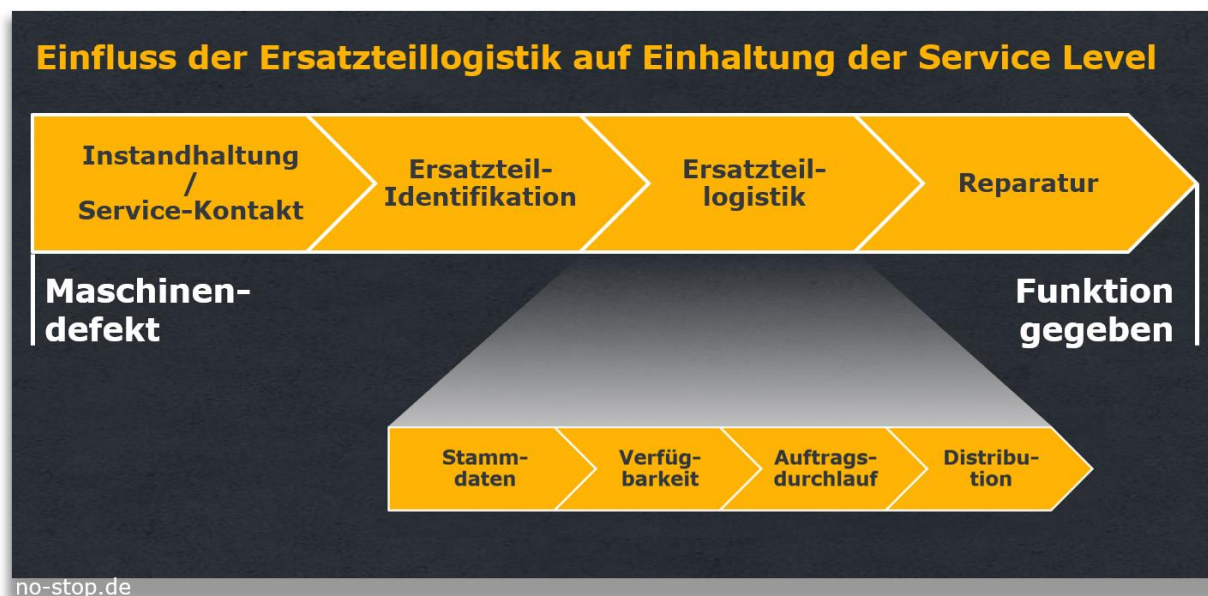 Einfluss der Ersatzteillogistik auf Einhaltung der Service Level
Instandhaltung
/
Service-Kontakt
Ersatzteil-
Identifikation
Ersatzteil-
logistik
Reparatur
Maschinen-
defekt
Funktion
gegeben
Stamm-
daten
Verfüg-
barkeit
Auftrags-
durchlauf
Distribu-
tion
no-stop.de